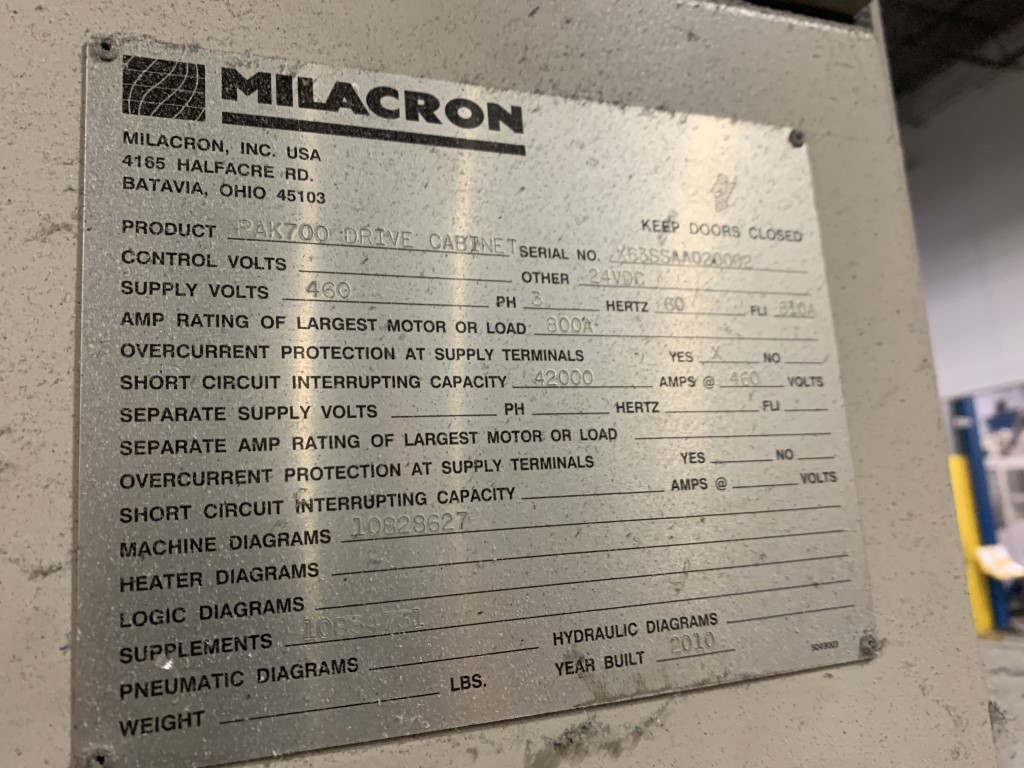 MILACRON
MILACRON, INC. USA
4165 HALFACRE RD.
BATAVIA, OHIO 45103
KEEP DOORS CLOSED
PRODUCT PAK700 DRIVE CABINET SERIAL NO.
CONTROL VOLTS OTHER 24VDC
SUPPLY VOLTS 460 PH 3 HERTZ 60 FLI
AMP RATING OF LARGEST MOTOR OR LOAD 800A
OVERCURRENT PROTECTION AT SUPPLY TERMINALS YES X NO
SHORT CIRCUIT INTERRUPTING CAPACITY 42000 AMPS @ 460 VOLTS
SEPARATE SUPPLY VOLTS PH HERTZ FLI
SEPARATE AMP RATING OF LARGEST MOTOR OR LOAD
OVERCURRENT PROTECTION AT SUPPLY TERMINALS YES NO
SHORT CIRCUIT INTERRUPTING CAPACITY AMPS @ VOLTS
MACHINE DIAGRAMS 10828627
HEATER DIAGRAMS
LOGIC DIAGRAMS
SUPPLEMENTS
PNEUMATIC DIAGRAMS HYDRAULIC DIAGRAMS
WEIGHT LBS. YEAR BUILT 2010